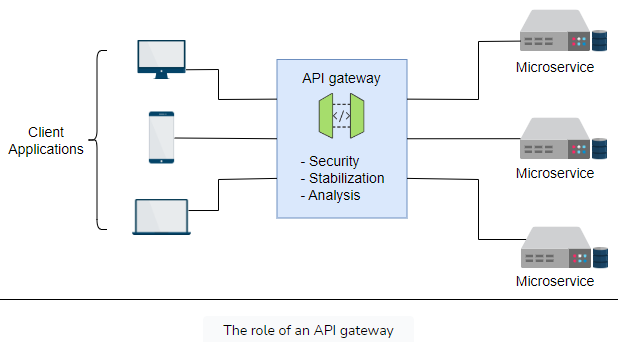 Client
Applications
API gateway
</>
- Security
- Stabilization
- Analysis
Microservice
Microservice
Microservice
The role of an API gateway